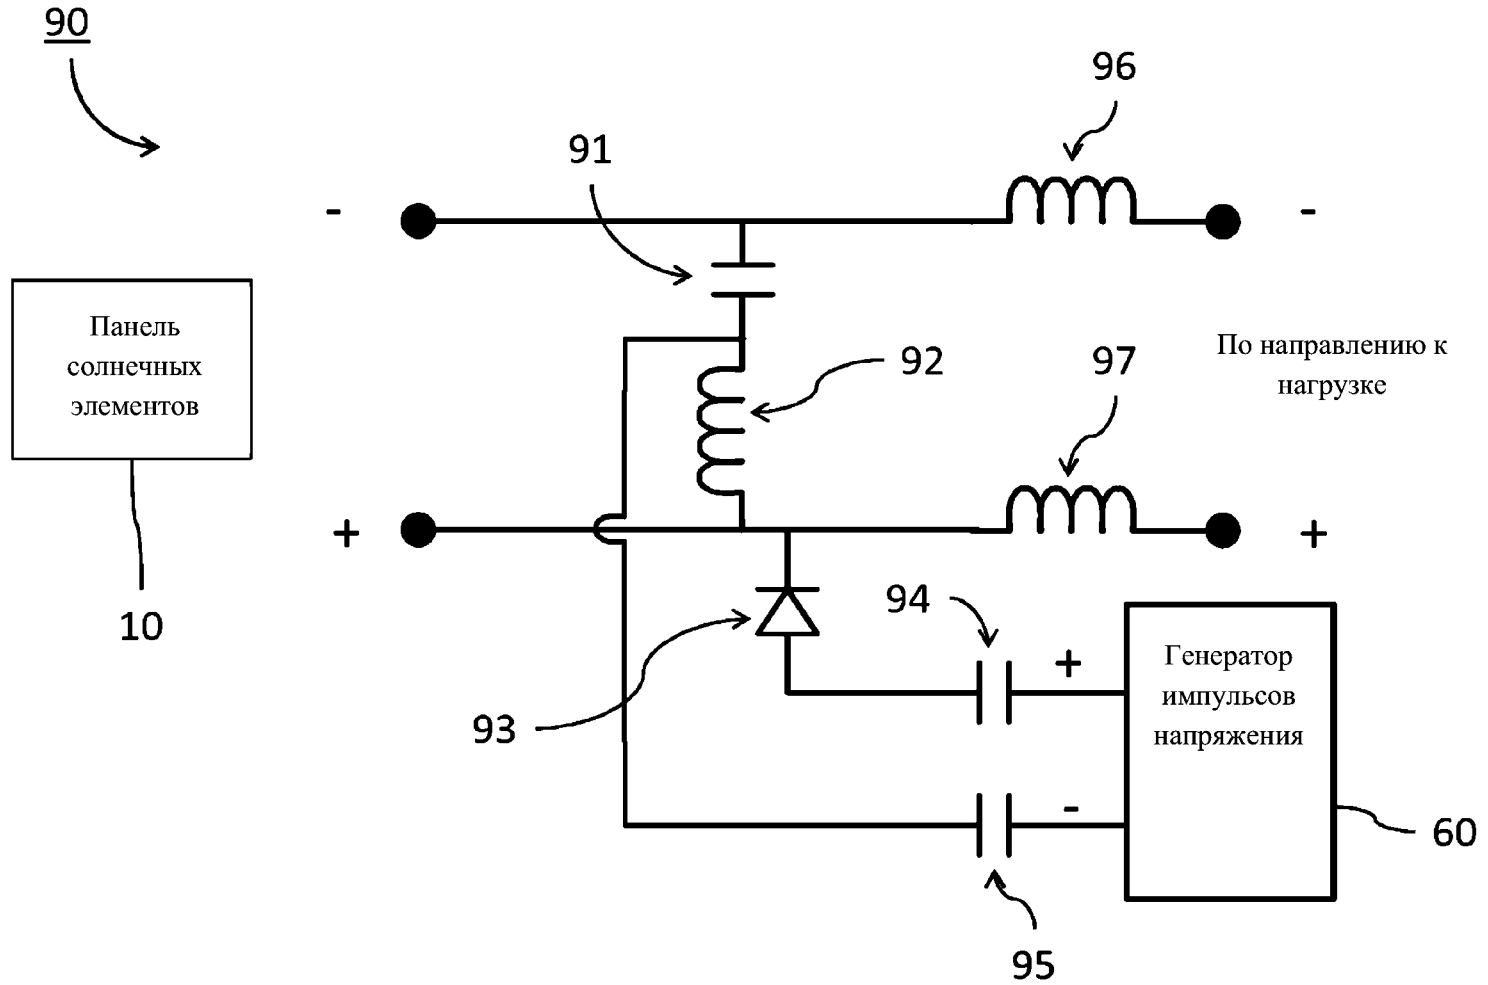 90
96
91
-
-
Панель
солнечных
элементов
92
97
По направлению к
нагрузке
+
+
10
94
93
+
Генератор
импульсов
напряжения
-
60
95